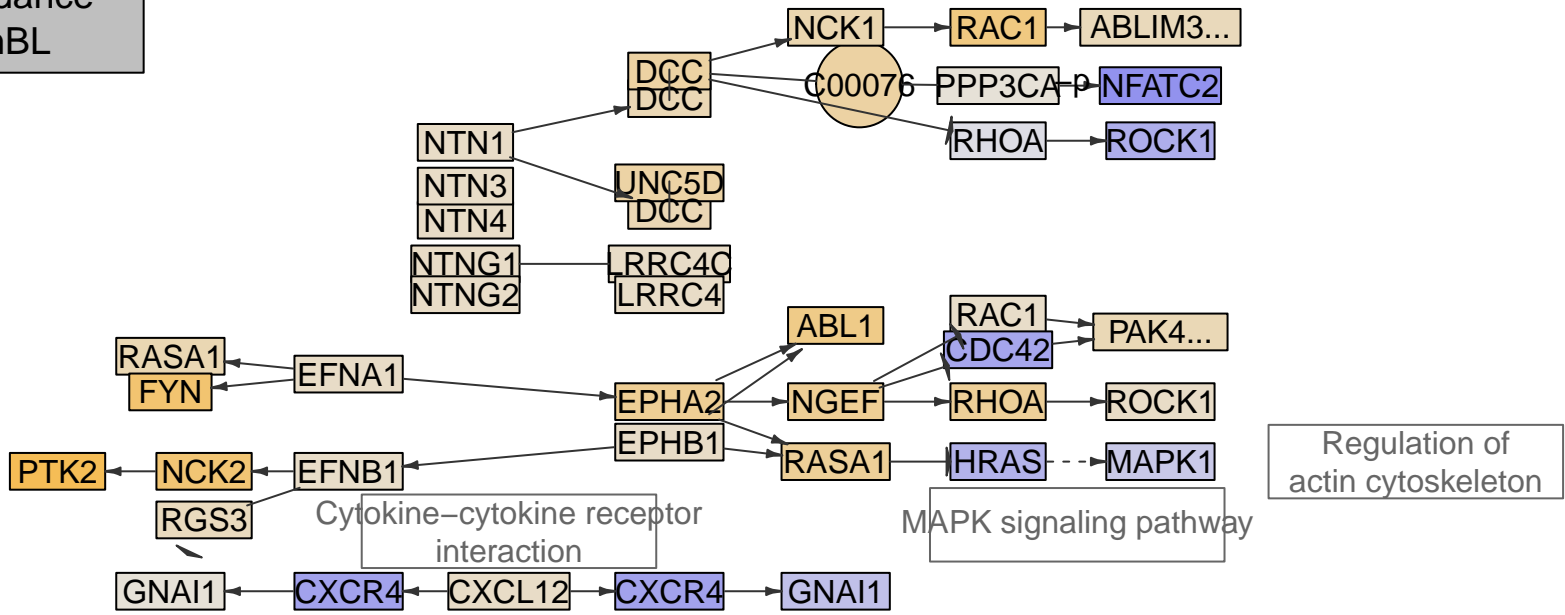 NCK1 RAC1 ABLIM3...
BL
DCC
C00076 PPP3CA -p NFATC2
DCC
NTN1 RHOA ROCK1
NTN3 UNC5D
NTN4 DCC
NTNG1 LRRC4C
NTNG2 LRRC4
RAC1
ABL1 PAK4...
RASA1 CDC42
EFNA1
FYN EPHA2 NGEF RHOA ROCK1
EPHB1
PTK2 NCK2 EFNB1 RASA1 HRAS MAPK1
Regulation of
actin cytoskeleton
RGS3 Cytokine−cytokine receptor
interaction
MAPK signaling pathway
GNAI1 CXCR4 CXCL12 CXCR4 GNAI1